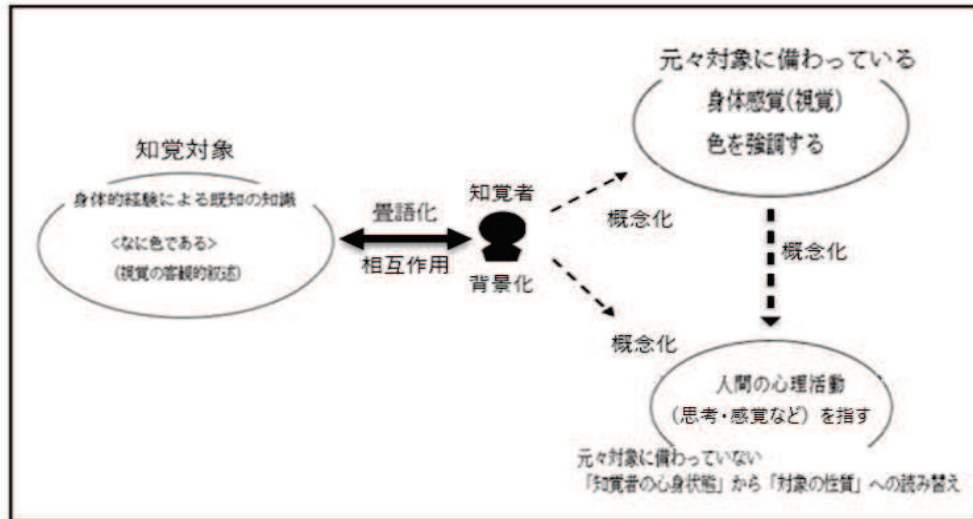 知覚対象
身体的経験による既知の知識
<なに色である>
(視覚の客観的叙述)
畳語化
相互作用
知覚者
背景化
概念化
概念化
元々対象に備わっている
身体感覚(視覚)
色を強調する
概念化
人間の心理活動
(思考・感覚など)を指す
元々対象に備わっていない
「知覚者の心身状態」から「対象の性質」への読み替え